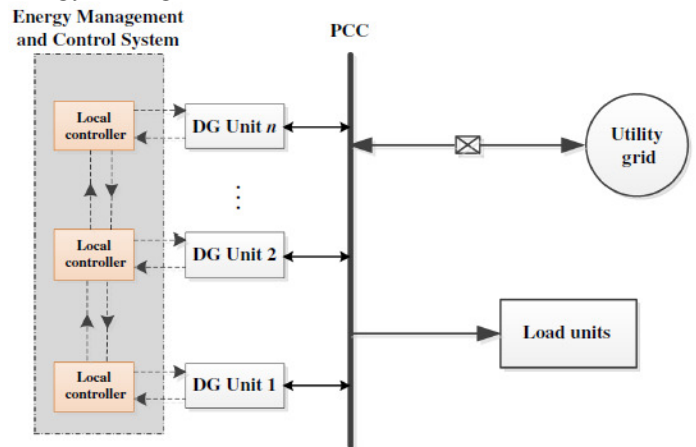 Energy Management
and Control System
PCC
Local
controller
DG Unit n
Utility
grid
⋮
Local
controller
DG Unit 2
Load units
Local
controller
DG Unit 1